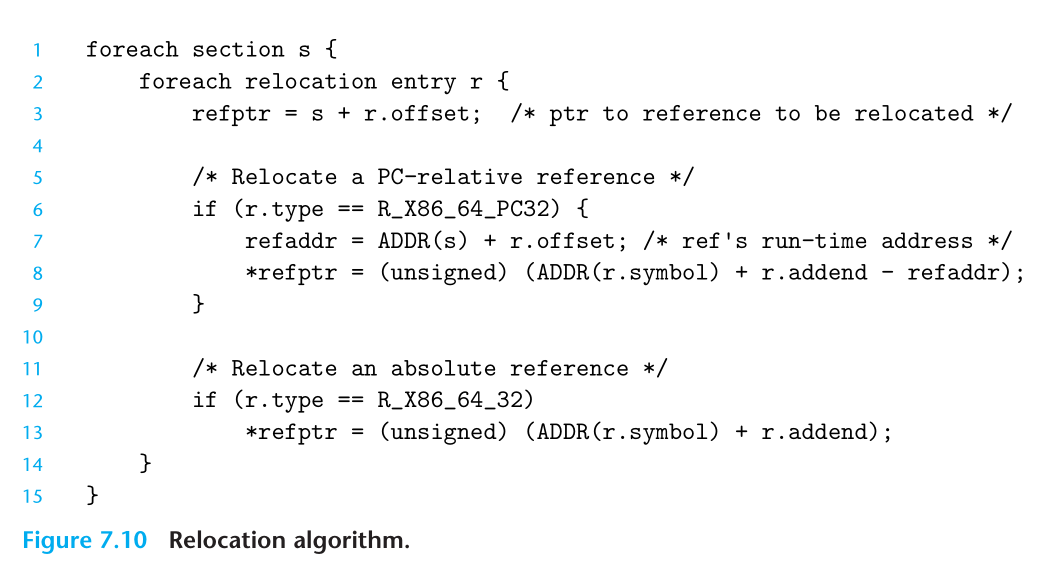 1 foreach section s {
2 foreach relocation entry r {
3 refptr = s + r.offset; /* ptr to reference to be relocated */
4
5 /* Relocate a PC-relative reference */
6 if (r.type == R_X86_64_PC32) {
7 refaddr = ADDR(s) + r.offset; /* ref's run-time address */
8 *refptr = (unsigned) (ADDR(r.symbol) + r.addend - refaddr);
9 }
10
11 /* Relocate an absolute reference */
12 if (r.type == R_X86_64_32)
13 *refptr = (unsigned) (ADDR(r.symbol) + r.addend);
14 }
15 }
Figure 7.10 Relocation algorithm.